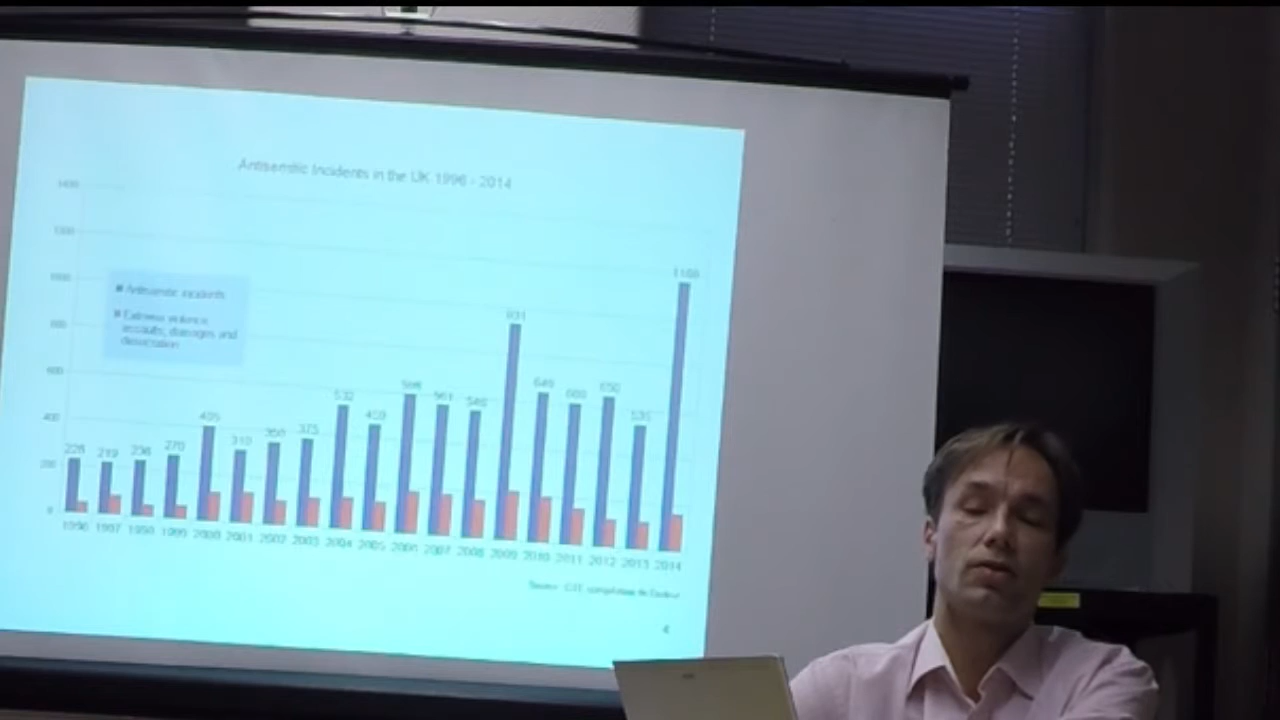 Antisemitic Incidents in the UK 1996 - 2014
1400
1200
1000
800
600
400
200
0
Antisemitic incidents
Extreme violence,
assaults, damages and
desecration
228 219 236 270 405 310 350 375 532 459 598 561 546 931 649 609 650 535 1168
1996 1997 1998 1999 2000 2001 2002 2003 2004 2005 2006 2007 2008 2009 2010 2011 2012 2013 2014
4